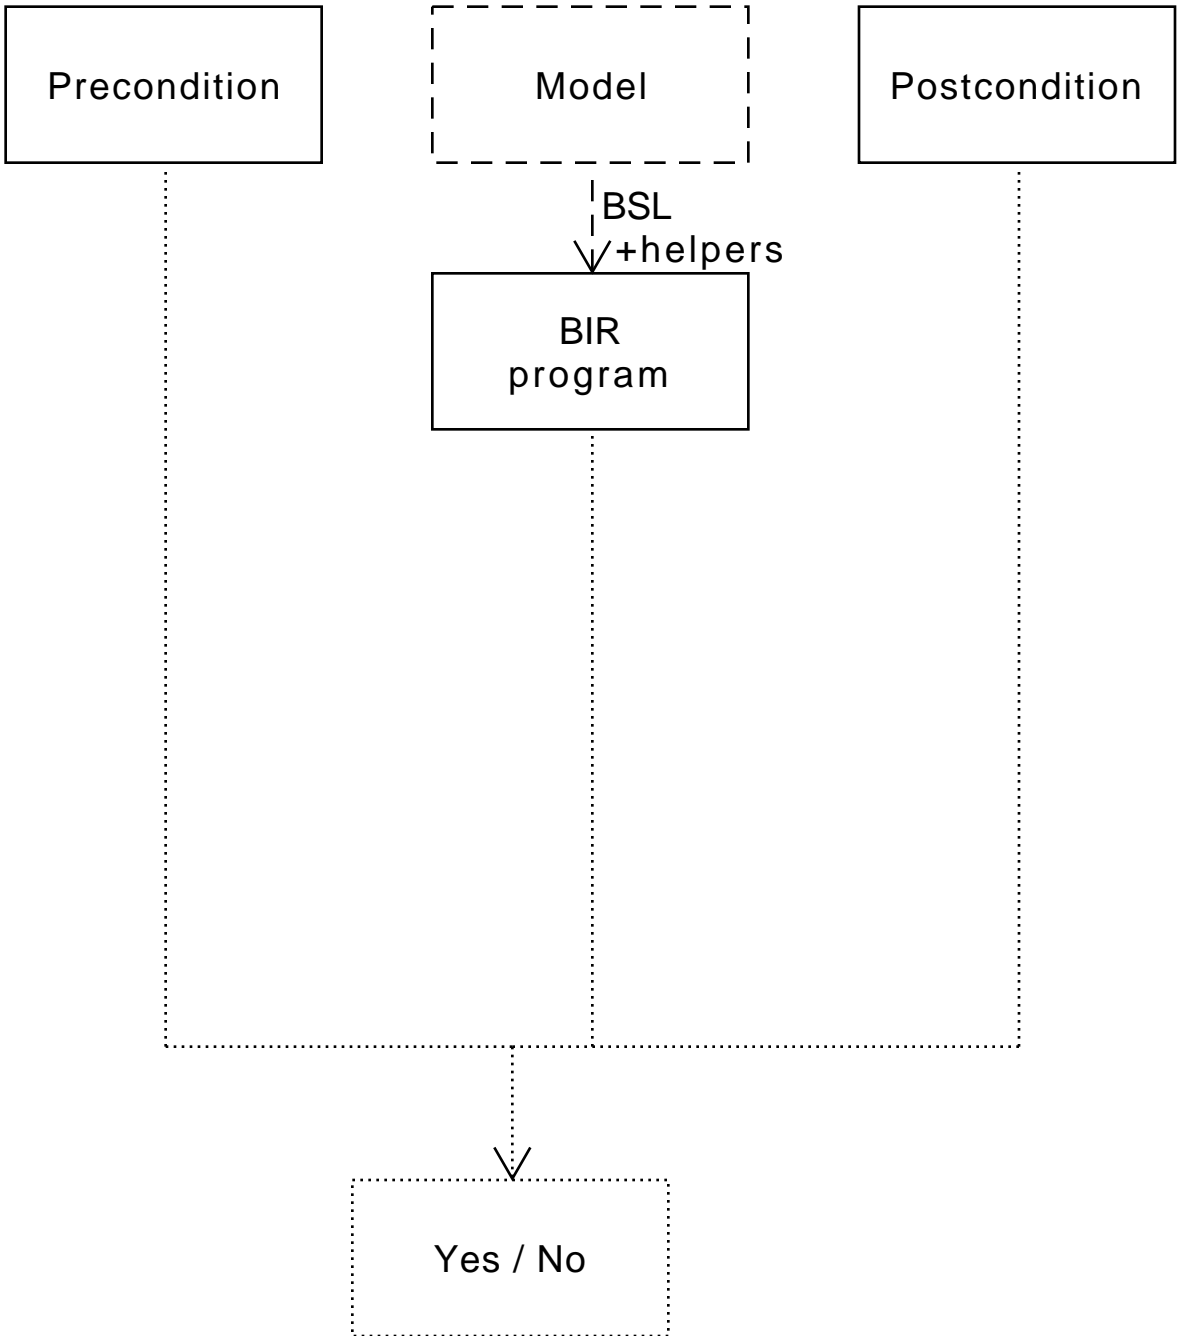 Precondition
Model
Postcondition
BSL
+helpers
BIR
program
Yes / No